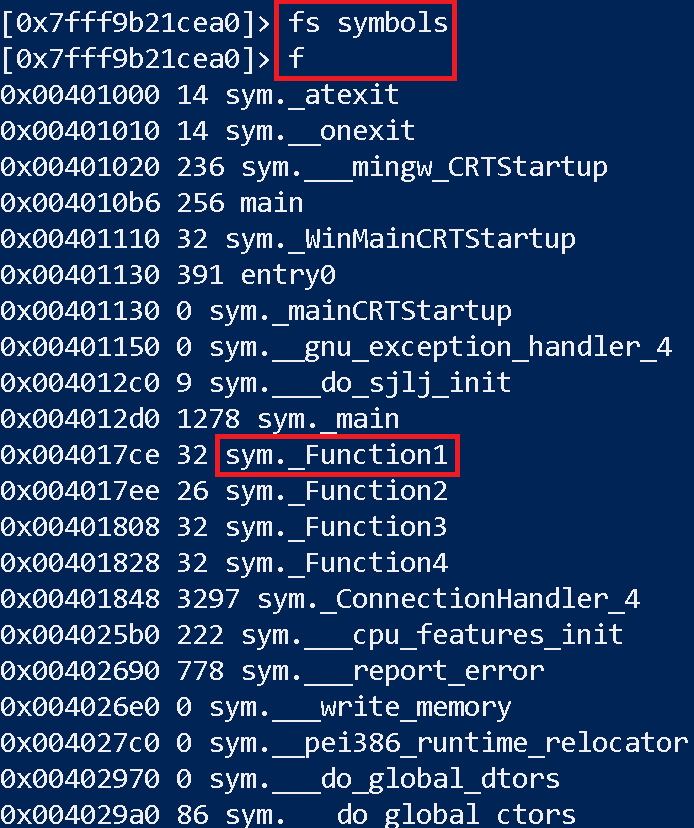 [0x7fff9b21cea0]> fs symbols
[0x7fff9b21cea0]> f
0x00401000 14 sym._atexit
0x00401010 14 sym.__onexit
0x00401020 236 sym.___mingw_CRTStartup
0x004010b6 256 main
0x00401110 32 sym._WinMainCRTStartup
0x00401130 391 entry0
0x00401130 0 sym._mainCRTStartup
0x00401150 0 sym.__gnu_exception_handler_4
0x004012c0 9 sym.___do_sjlj_init
0x004012d0 1278 sym._main
0x004017ce 32 sym._Function1
0x004017ee 26 sym._Function2
0x00401808 32 sym._Function3
0x00401828 32 sym._Function4
0x00401848 3297 sym._ConnectionHandler_4
0x004025b0 222 sym.___cpu_features_init
0x00402690 778 sym.___report_error
0x004026e0 0 sym.___write_memory
0x004027c0 0 sym.__pei386_runtime_relocator
0x00402970 0 sym.___do_global_dtors
0x004029a0 86 sym.___do_global_ctors